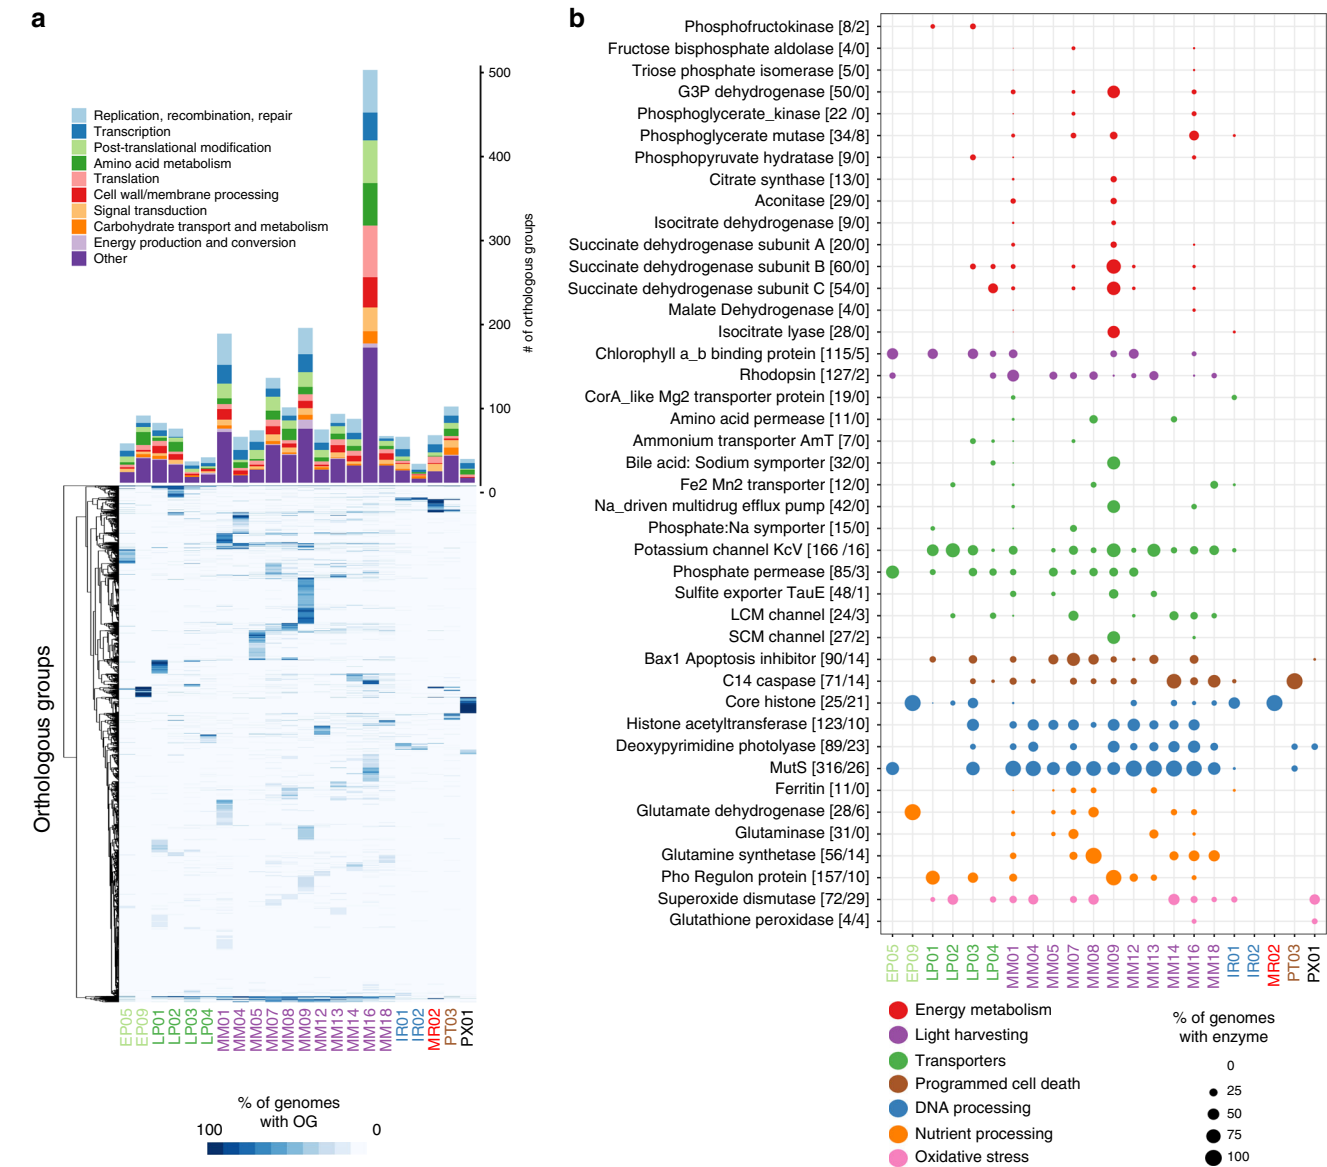 a
Replication, recombination, repair
Transcription
Post-translational modification
Amino acid metabolism
Translation
Cell wall/membrane processing
Signal transduction
Carbohydrate transport and metabolism
Energy production and conversion
Other
500
400
300
200
100
0
# of orthologous groups
Orthologous groups
EP05
EP09
LP01
LP02
LP03
LP04
MM01
MM04
MM05
MM07
MM08
MM09
MM12
MM13
MM14
MM16
MM18
IR01
IR02
MR02
PT03
PX01
% of genomes
with OG
100
0
b
Phosphofructokinase [8/2]
Fructose bisphosphate aldolase [4/0]
Triose phosphate isomerase [5/0]
G3P dehydrogenase [50/0]
Phosphoglycerate_kinase [22 /0]
Phosphoglycerate mutase [34/8]
Phosphopyruvate hydratase [9/0]
Citrate synthase [13/0]
Aconitase [29/0]
Isocitrate dehydrogenase [9/0]
Succinate dehydrogenase subunit A [20/0]
Succinate dehydrogenase subunit B [60/0]
Succinate dehydrogenase subunit C [54/0]
Malate Dehydrogenase [4/0]
Isocitrate lyase [28/0]
Chlorophyll a_b binding protein [115/5]
Rhodopsin [127/2]
CorA_like Mg2 transporter protein [19/0]
Amino acid permease [11/0]
Ammonium transporter AmT [7/0]
Bile acid: Sodium symporter [32/0]
Fe2 Mn2 transporter [12/0]
Na_driven multidrug efflux pump [42/0]
Phosphate:Na symporter [15/0]
Potassium channel KcV [166 /16]
Phosphate permease [85/3]
Sulfite exporter TauE [48/1]
LCM channel [24/3]
SCM channel [27/2]
Bax1 Apoptosis inhibitor [90/14]
C14 caspase [71/14]
Core histone [25/21]
Histone acetyltransferase [123/10]
Deoxypyrimidine photolyase [89/23]
MutS [316/26]
Ferritin [11/0]
Glutamate dehydrogenase [28/6]
Glutaminase [31/0]
Glutamine synthetase [56/14]
Pho Regulon protein [157/10]
Superoxide dismutase [72/29]
Glutathione peroxidase [4/4]
EP05
EP09
LP01
LP02
LP03
LP04
MM01
MM04
MM05
MM07
MM08
MM09
MM12
MM13
MM14
MM16
MM18
IR01
IR02
MR02
PT03
PX01
Energy metabolism
Light harvesting
Transporters
Programmed cell death
DNA processing
Nutrient processing
Oxidative stress
% of genomes
with enzyme
0
25
50
75
100